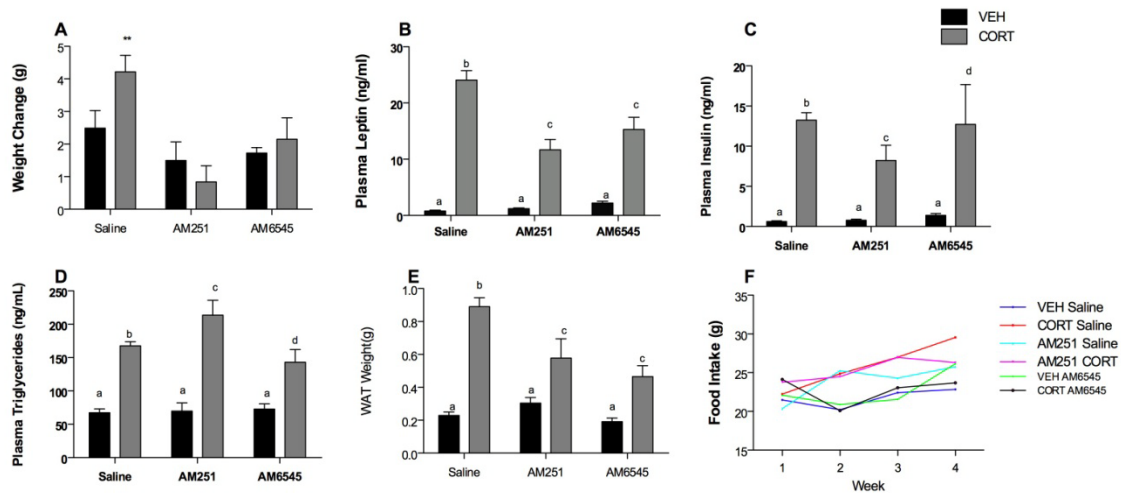 VEH
CORT
A
Weight Change (g)
5
4
3
2
1
0
**
Saline
AM251
AM6545
B
Plasma Leptin (ng/ml)
30
20
10
0
a
b
a
c
a
c
Saline
AM251
AM6545
C
Plasma Insulin (ng/ml)
20
15
10
5
0
a
b
a
c
a
d
Saline
AM251
AM6545
D
Plasma Triglycerides (ng/mL)
250
200
150
100
50
0
a
b
a
c
a
d
Saline
AM251
AM6545
E
WAT Weight(g)
1.0
0.8
0.6
0.4
0.2
0.0
a
b
a
c
a
c
Saline
AM251
AM6545
F
Food Intake (g)
35
30
25
20
15
10
1 2 3 4
Week
VEH Saline
CORT Saline
AM251 Saline
AM251 CORT
VEH AM6545
CORT AM6545